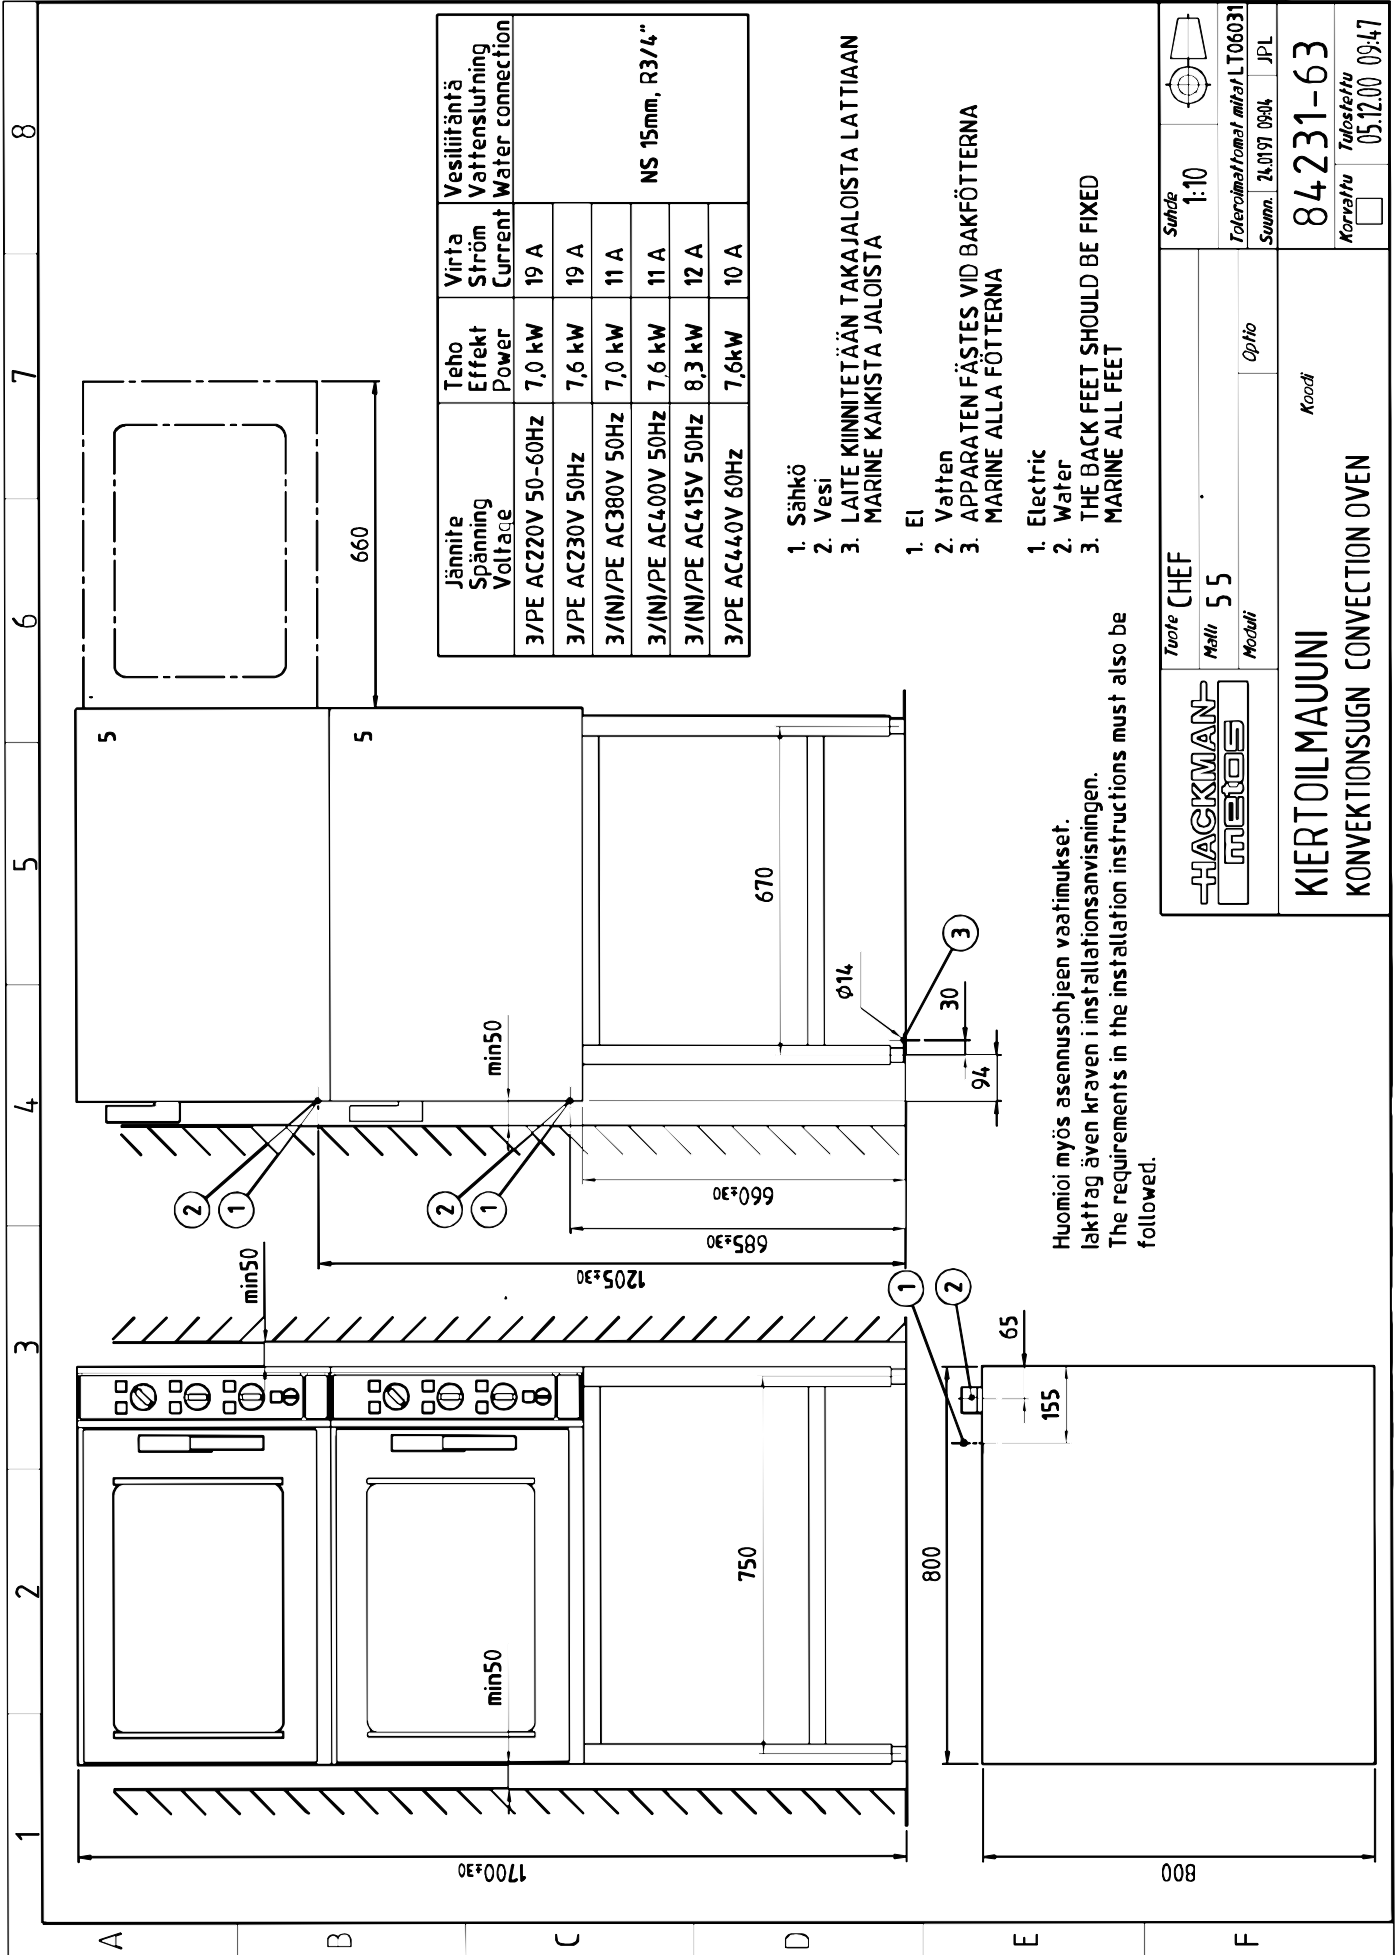 1 2 3 4 5 6 7 8
A
B
C
D
E
F
Jännite
Spänning
Voltage
Teho
Effekt
Power
Virta
Ström
Current
Vesiliitäntä
Vattenslutning
Water connection
3/PE AC220V 50-60Hz 7,0 kW 19 A
3/PE AC230V 50Hz 7,6 kW 19 A
3/(N)/PE AC380V 50Hz 7,0 kW 11 A
3/(N)/PE AC400V 50Hz 7,6 kW 11 A
3/(N)/PE AC415V 50Hz 8,3 kW 12 A
3/PE AC440V 60Hz 7,6kW 10 A
NS 15mm, R3/4"
660
5
5
2
1
2
1
min50
min50
min50
670
Ø14
3
30
94
660±30
685±30
1205±30
1700±30
750
800
800
1
2
65
155
1. Sähkö
2. Vesi
3. LAITE KIINNITETÄÄN TAKAJALOISTA LATTIAAN
MARINE KAIKISTA JALOISTA
1. El
2. Vatten
3. APPARATEN FÄSTES VID BAKFÖTTERNA
MARINE ALLA FÖTTERNA
1. Electric
2. Water
3. THE BACK FEET SHOULD BE FIXED
MARINE ALL FEET
Huomioi myös asennusohjeen vaatimukset.
Iakttag även kraven i installationsanvisningen.
The requirements in the installation instructions must also be
followed.
HACKMAN
metos
Tuote CHEF
Malli 55
Moduli
Optio
Suhde
1:10
Toleroimattomat mitat LT06031
Suunn. 24.01.97 09:04 JPL
KIERTOILMAUUNI
KONVEKTIONSUGN CONVECTION OVEN
Koodi
84231-63
Korvattu
Tulostettu
05.12.00 09:47